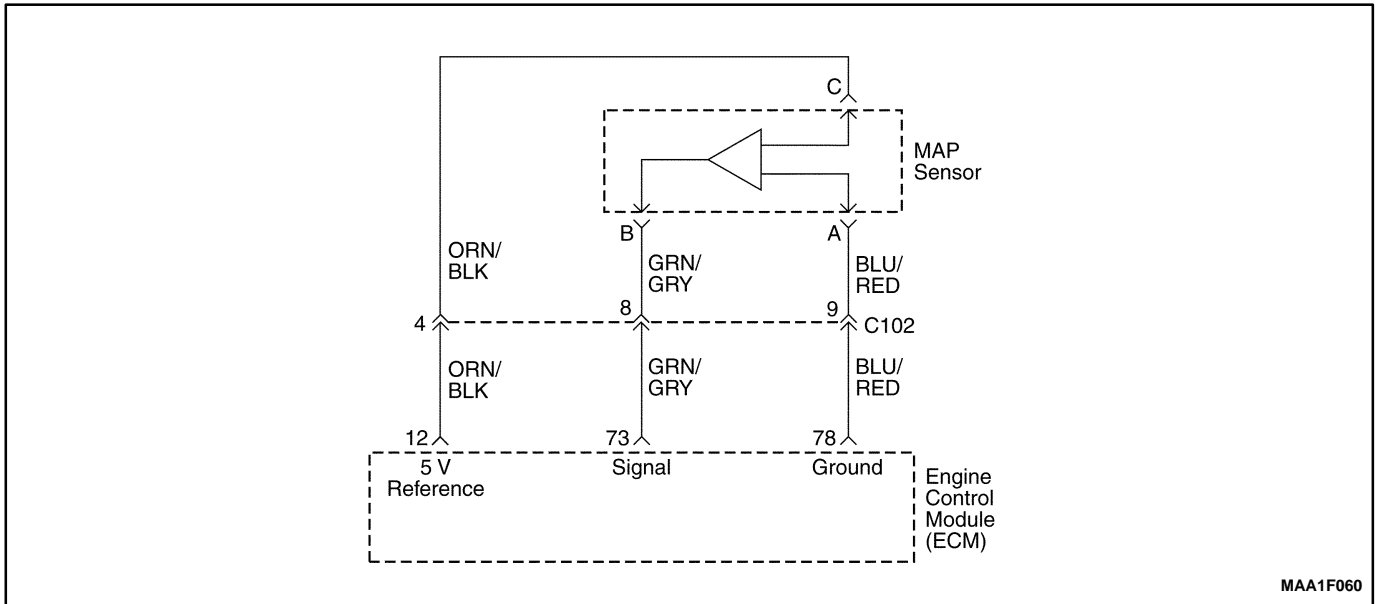 C
MAP
Sensor
B
A
ORN/
BLK
GRN/
GRY
BLU/
RED
4
8
9
C102
ORN/
BLK
GRN/
GRY
BLU/
RED
12
73
78
5 V
Reference
Signal
Ground
Engine
Control
Module
(ECM)
MAA1F060